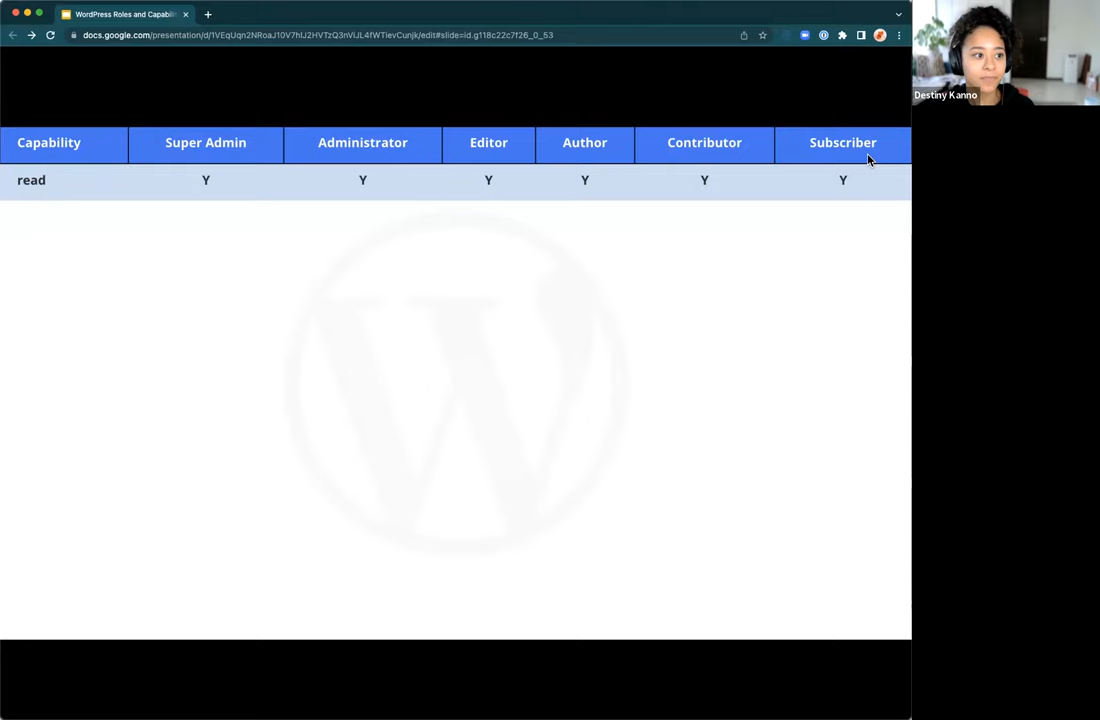 WordPress Roles and Capabili
docs.google.com/presentation/d/1VEqUqn2NRoaJ10V7hIJ2HVTzQ3nViJL4fWTievCunjk/edit#slide=id.g118c22c7f26_0_53
Destiny Kanno
Capability Super Admin Administrator Editor Author Contributor Subscriber
read Y Y Y Y Y Y